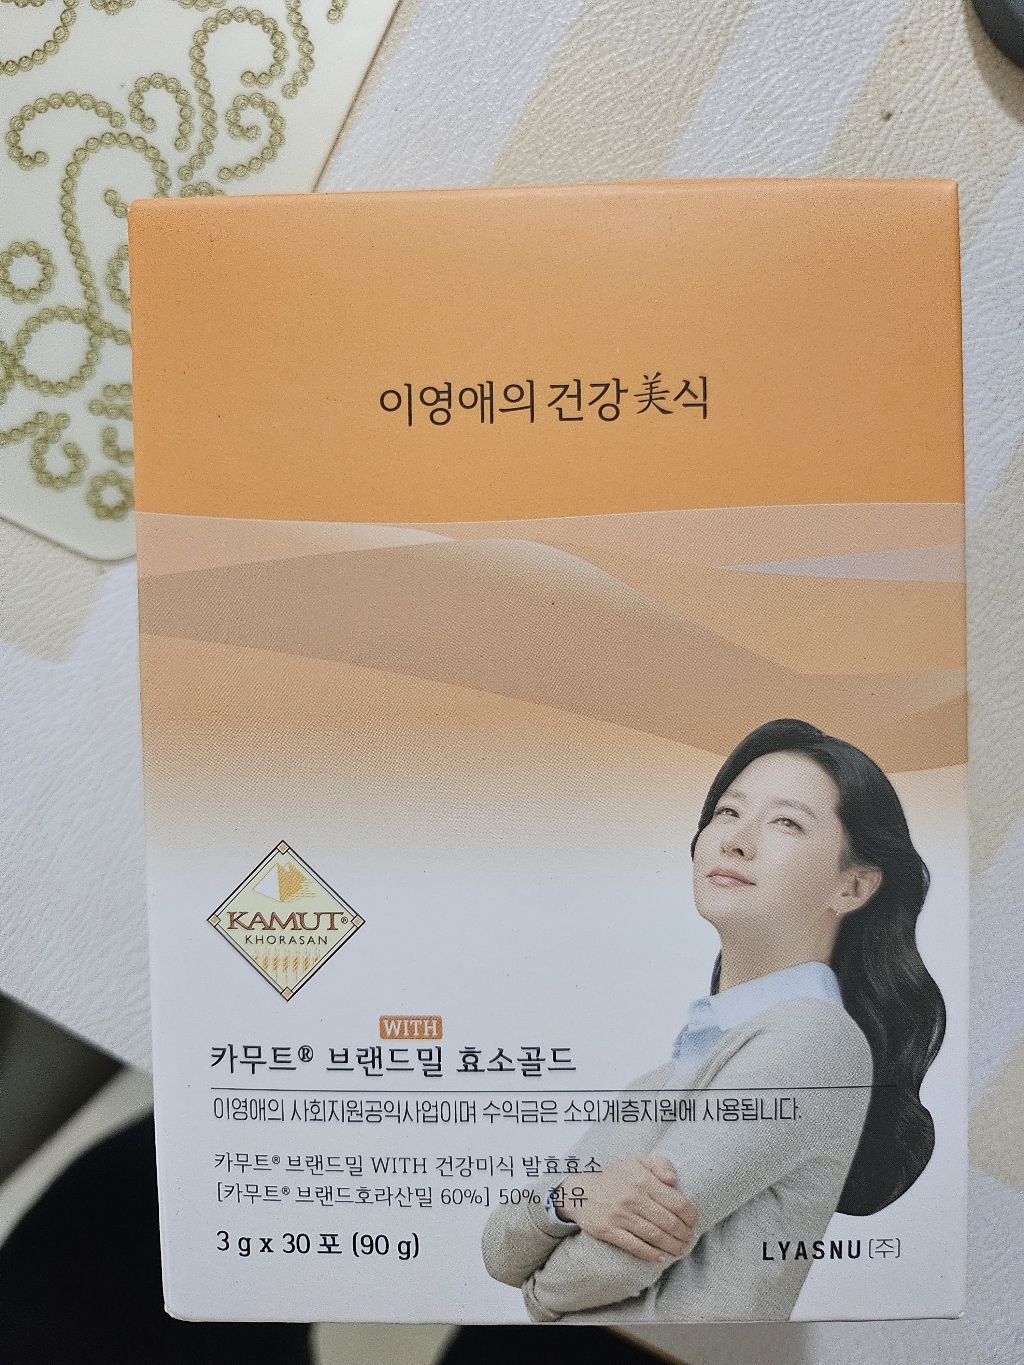 이영애의 건강美식
KAMUT®
KHORASAN
WITH
카무트® 브랜드밀 효소골드
이영애의 사회지원공익사업이며 수익금은 소외계층지원에 사용됩니다.
카무트® 브랜드밀 WITH 건강미식 발효효소
[카무트® 브랜드호라산밀 60%] 50% 함유
3 g x 30 포 (90 g)
LYASNU (주)